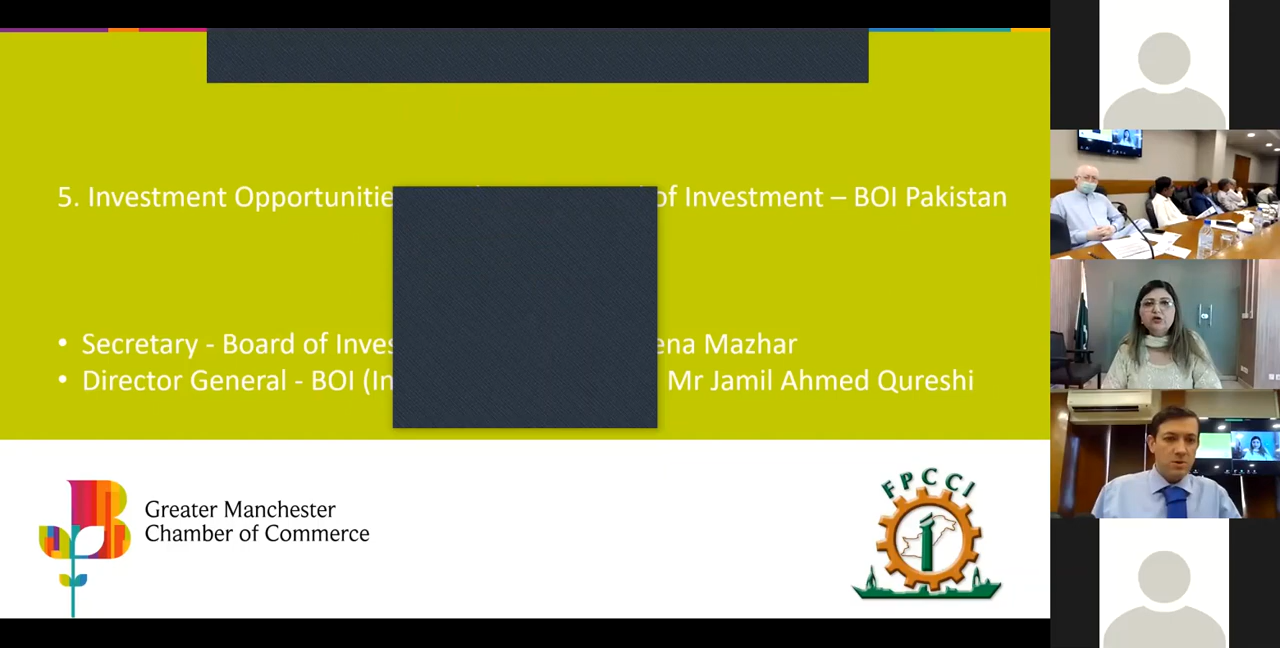 5. Investment Opportunitie of Investment – BOI Pakistan
• Secretary - Board of Inves ena Mazhar
• Director General - BOI (In Mr Jamil Ahmed Qureshi
Greater Manchester
Chamber of Commerce
FPCCI